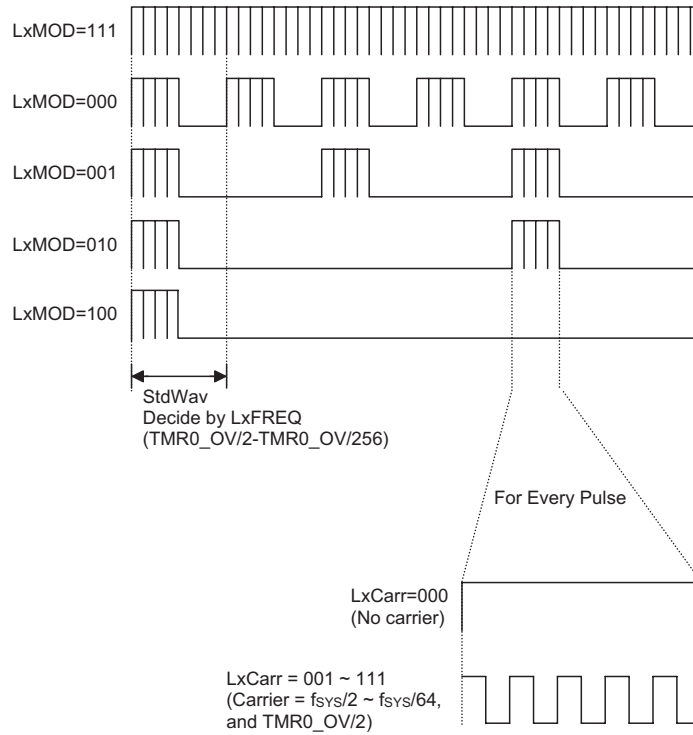 LxMOD=111
LxMOD=000
LxMOD=001
LxMOD=010
LxMOD=100
StdWav
Decide by LxFREQ
(TMR0_OV/2-TMR0_OV/256)
For Every Pulse
LxCarr=000
(No carrier)
LxCarr = 001 ~ 111
(Carrier = fSYS/2 ~ fSYS/64,
and TMR0_OV/2)